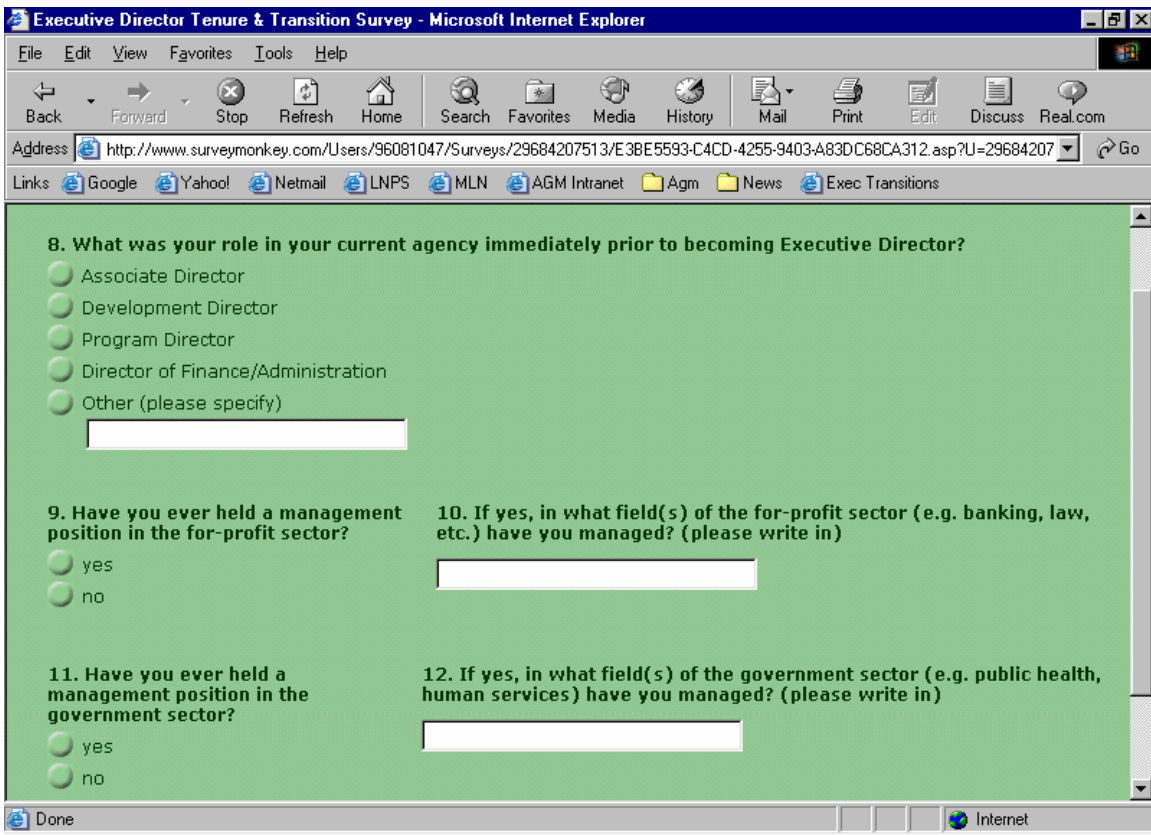 Executive Director Tenure & Transition Survey - Microsoft Internet Explorer
File Edit View Favorites Tools Help
Back Forward Stop Refresh Home Search Favorites Media History Mail Print Edit Discuss Real.com
Address http://www.surveymonkey.com/Users/96081047/Surveys/29684207513/E3BE5593-C4CD-4255-9403-A83DC68CA312.asp?U=29684207 Go
Links Google Yahoo! Netmail LNPS MLN AGM Intranet Agm News Exec Transitions
8. What was your role in your current agency immediately prior to becoming Executive Director?
Associate Director
Development Director
Program Director
Director of Finance/Administration
Other (please specify)
9. Have you ever held a management
position in the for-profit sector?
yes
no
10. If yes, in what field(s) of the for-profit sector (e.g. banking, law,
etc.) have you managed? (please write in)
11. Have you ever held a
management position in the
government sector?
yes
no
12. If yes, in what field(s) of the government sector (e.g. public health,
human services) have you managed? (please write in)
Done Internet